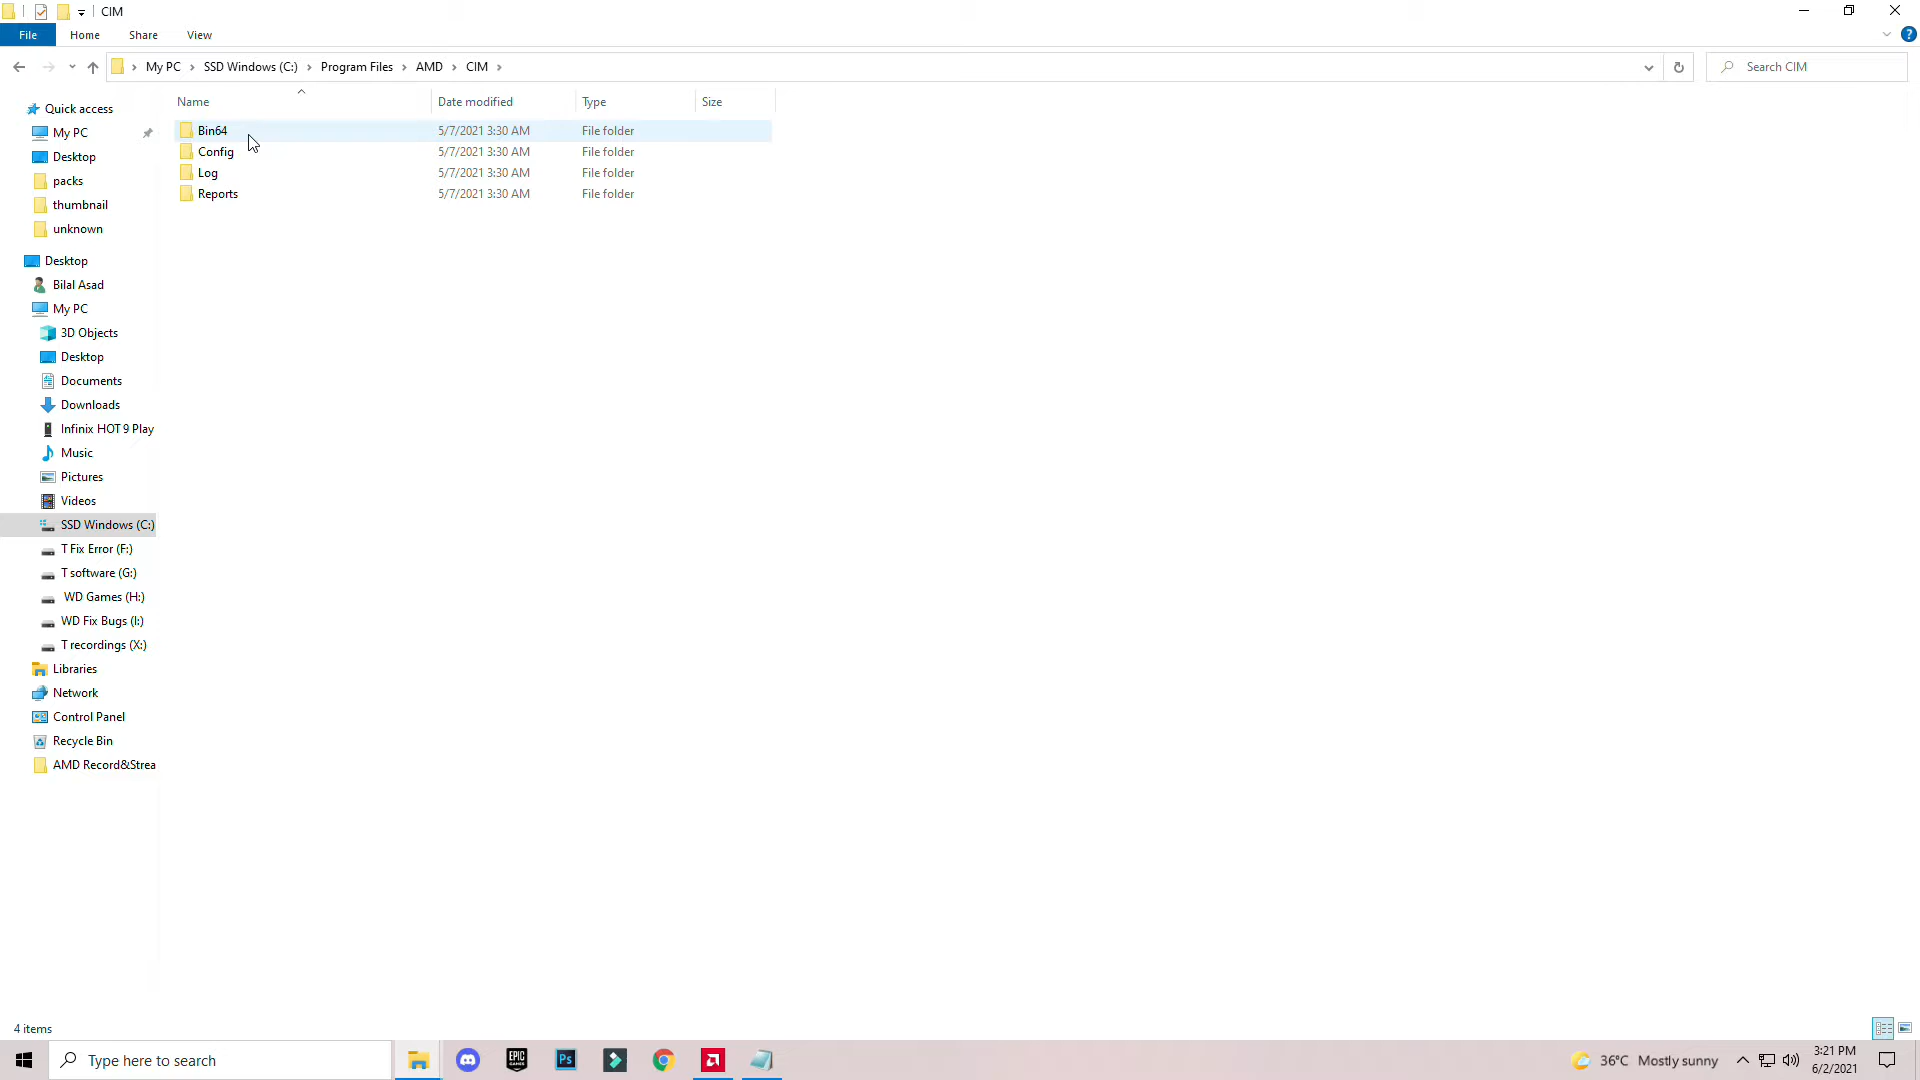 CIM
File Home Share View
My PC SSD Windows (C:) Program Files AMD CIM
Search CIM
Name Date modified Type Size
Bin64 5/7/2021 3:30 AM File folder
Config 5/7/2021 3:30 AM File folder
Log 5/7/2021 3:30 AM File folder
Reports 5/7/2021 3:30 AM File folder
Quick access
My PC
Desktop
packs
thumbnail
unknown
Desktop
Bilal Asad
My PC
3D Objects
Desktop
Documents
Downloads
Infinix HOT 9 Play
Music
Pictures
Videos
SSD Windows (C:)
T Fix Error (F:)
T software (G:)
WD Games (H:)
WD Fix Bugs (I:)
T recordings (X:)
Libraries
Network
Control Panel
Recycle Bin
AMD Record&Strea
4 items
Type here to search
EPIC GAMES
Ps
36°C Mostly sunny
3:21 PM
6/2/2021